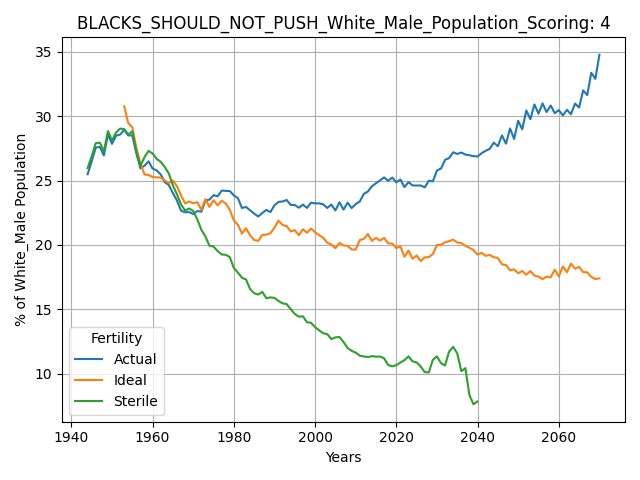 BLACKS_SHOULD_NOT_PUSH_White_Male_Population_Scoring: 4
35
30
25
20
15
10
% of White_Male Population
Fertility
Actual
Ideal
Sterile
1940 1960 1980 2000 2020 2040 2060
Years